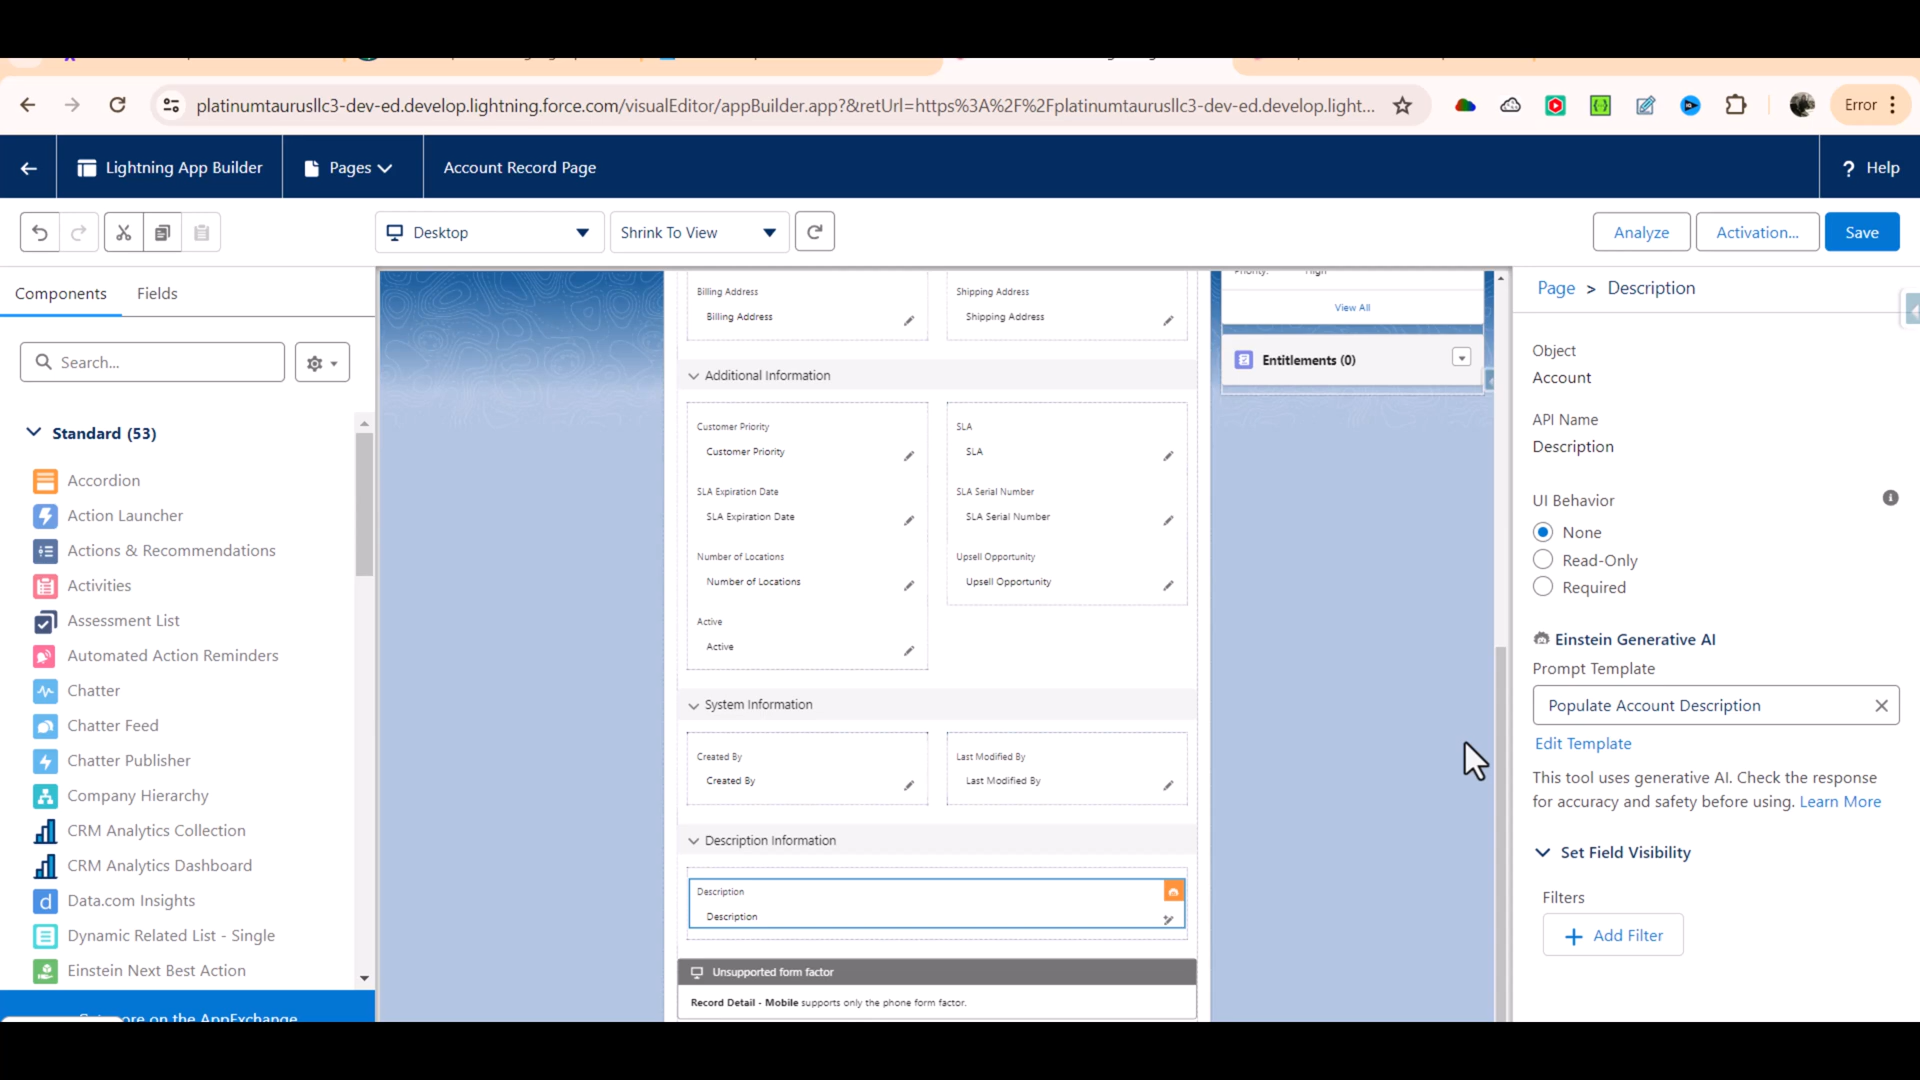 platinumtaurusllc3-dev-ed.develop.lightning.force.com/visualEditor/appBuilder.app?&retUrl=https%3A%2F%2Fplatinumtaurusllc3-dev-ed.develop.light...
Error
Lightning App Builder
Pages
Account Record Page
? Help
Desktop
Shrink To View
Analyze
Activation...
Save
Components
Fields
Search...
Standard (53)
Accordion
Action Launcher
Actions & Recommendations
Activities
Assessment List
Automated Action Reminders
Chatter
Chatter Feed
Chatter Publisher
Company Hierarchy
CRM Analytics Collection
CRM Analytics Dashboard
Data.com Insights
Dynamic Related List - Single
Einstein Next Best Action
more on the AppExchange
Billing Address
Billing Address
Shipping Address
Shipping Address
Additional Information
Customer Priority
Customer Priority
SLA
SLA
SLA Expiration Date
SLA Expiration Date
SLA Serial Number
SLA Serial Number
Number of Locations
Number of Locations
Upsell Opportunity
Upsell Opportunity
Active
Active
System Information
Created By
Created By
Last Modified By
Last Modified By
Description Information
Description
Description
Unsupported form factor
Record Detail - Mobile supports only the phone form factor.
Priority: High
View All
Entitlements (0)
Page > Description
Object
Account
API Name
Description
UI Behavior
None
Read-Only
Required
Einstein Generative AI
Prompt Template
Populate Account Description
Edit Template
This tool uses generative AI. Check the response
for accuracy and safety before using. Learn More
Set Field Visibility
Filters
+ Add Filter